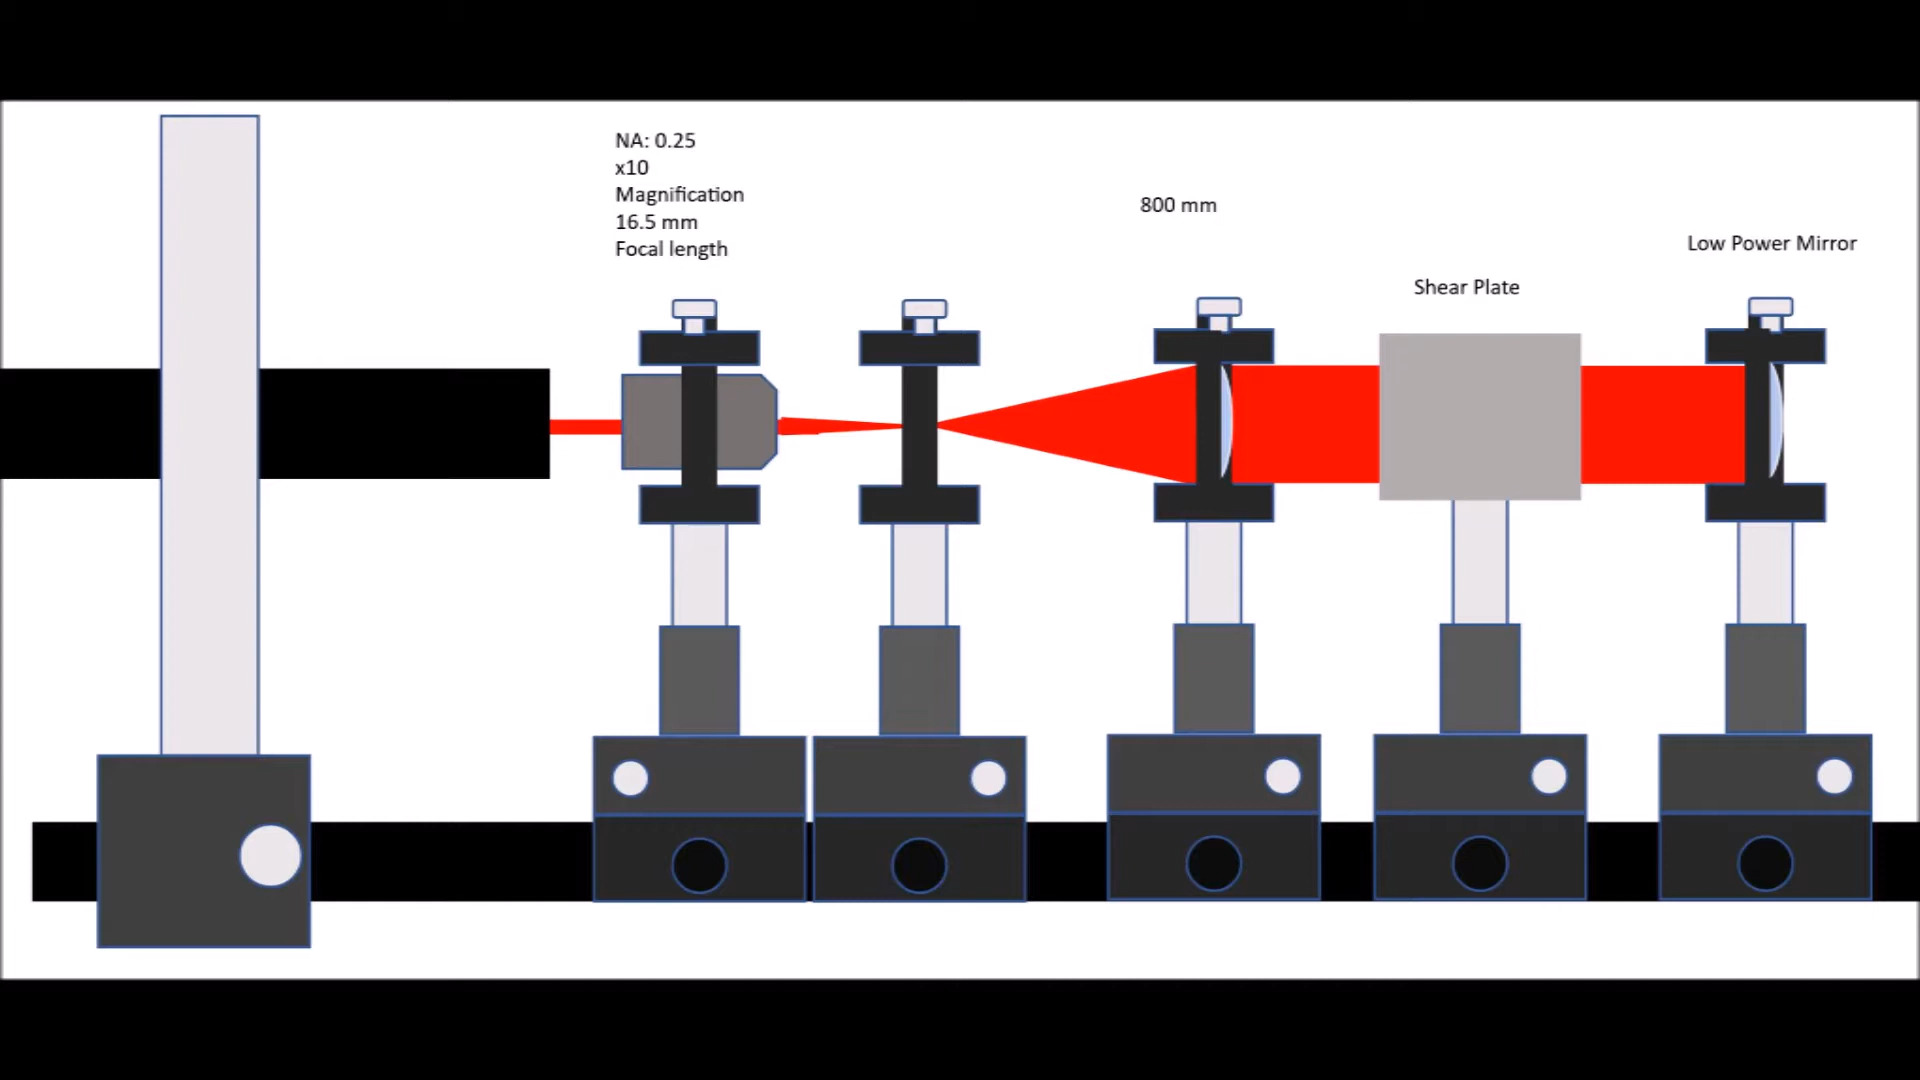 NA: 0.25
x10
Magnification
16.5 mm
Focal length
800 mm
Shear Plate
Low Power Mirror